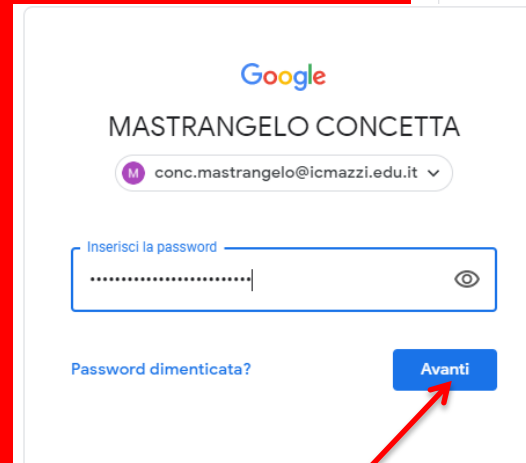 Google
MASTRANGELO CONCETTA
M conc.mastrangelo@icmazzi.edu.it
Inserisci la password
••••••••••••••••••••••••••
Password dimenticata?
Avanti